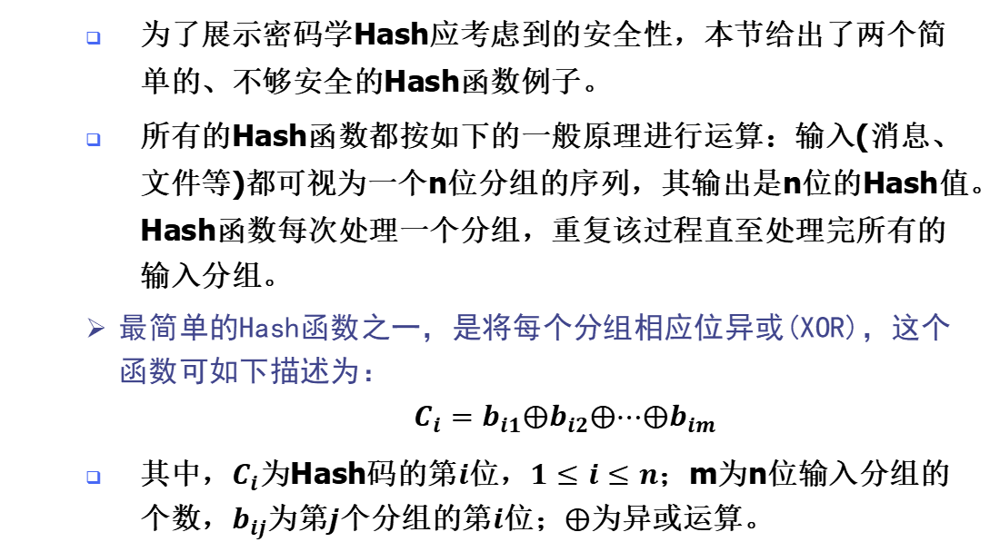 为了展示密码学Hash应考虑到的安全性，本节给出了两个简
单的、不够安全的Hash函数例子。
所有的Hash函数都按如下的一般原理进行运算：输入(消息、
文件等)都可视为一个n位分组的序列，其输出是n位的Hash值。
Hash函数每次处理一个分组，重复该过程直至处理完所有的
输入分组。
最简单的Hash函数之一，是将每个分组相应位异或(XOR)，这个
函数可如下描述为：
C_i = b_{i1}⊕b_{i2}⊕⋯⊕b_{im}
其中，C_i为Hash码的第i位，1 ≤ i ≤ n；m为n位输入分组的
个数，b_{ij}为第j个分组的第i位；⊕为异或运算。